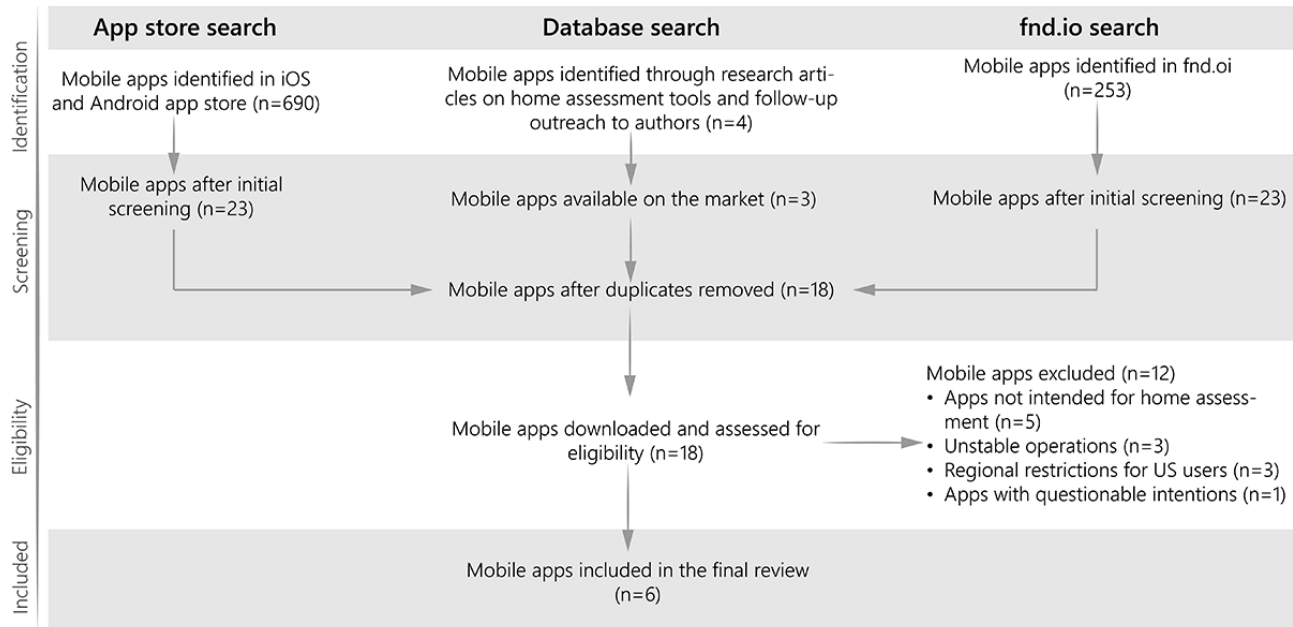 App store search
Database search
fnd.io search
Identification
Mobile apps identified in iOS
and Android app store (n=690)
Mobile apps identified through research arti-
cles on home assessment tools and follow-up
outreach to authors (n=4)
Mobile apps identified in fnd.oi
(n=253)
Screening
Mobile apps after initial
screening (n=23)
Mobile apps available on the market (n=3)
Mobile apps after initial screening (n=23)
Mobile apps after duplicates removed (n=18)
Eligibility
Mobile apps downloaded and assessed for
eligibility (n=18)
Mobile apps excluded (n=12)
• Apps not intended for home assess-
ment (n=5)
• Unstable operations (n=3)
• Regional restrictions for US users (n=3)
• Apps with questionable intentions (n=1)
Included
Mobile apps included in the final review
(n=6)